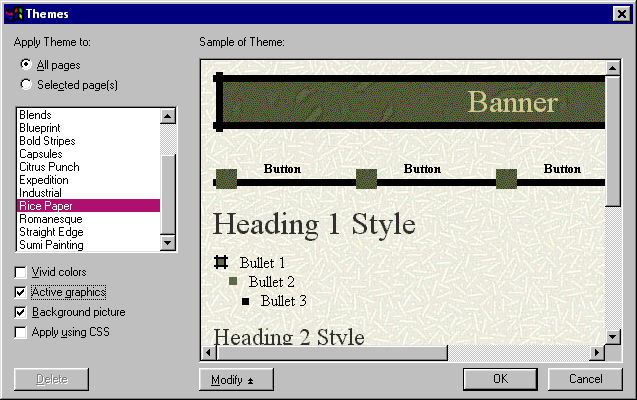 Themes
Apply Theme to:
All pages
Selected page(s)
Blends
Blueprint
Bold Stripes
Capsules
Citrus Punch
Expedition
Industrial
Rice Paper
Romanesque
Straight Edge
Sumi Painting
Vivid colors
Active graphics
Background picture
Apply using CSS
Delete
Sample of Theme:
Banner
Button Button Button
Heading 1 Style
Bullet 1
Bullet 2
Bullet 3
Heading 2 Style
Modify
OK
Cancel